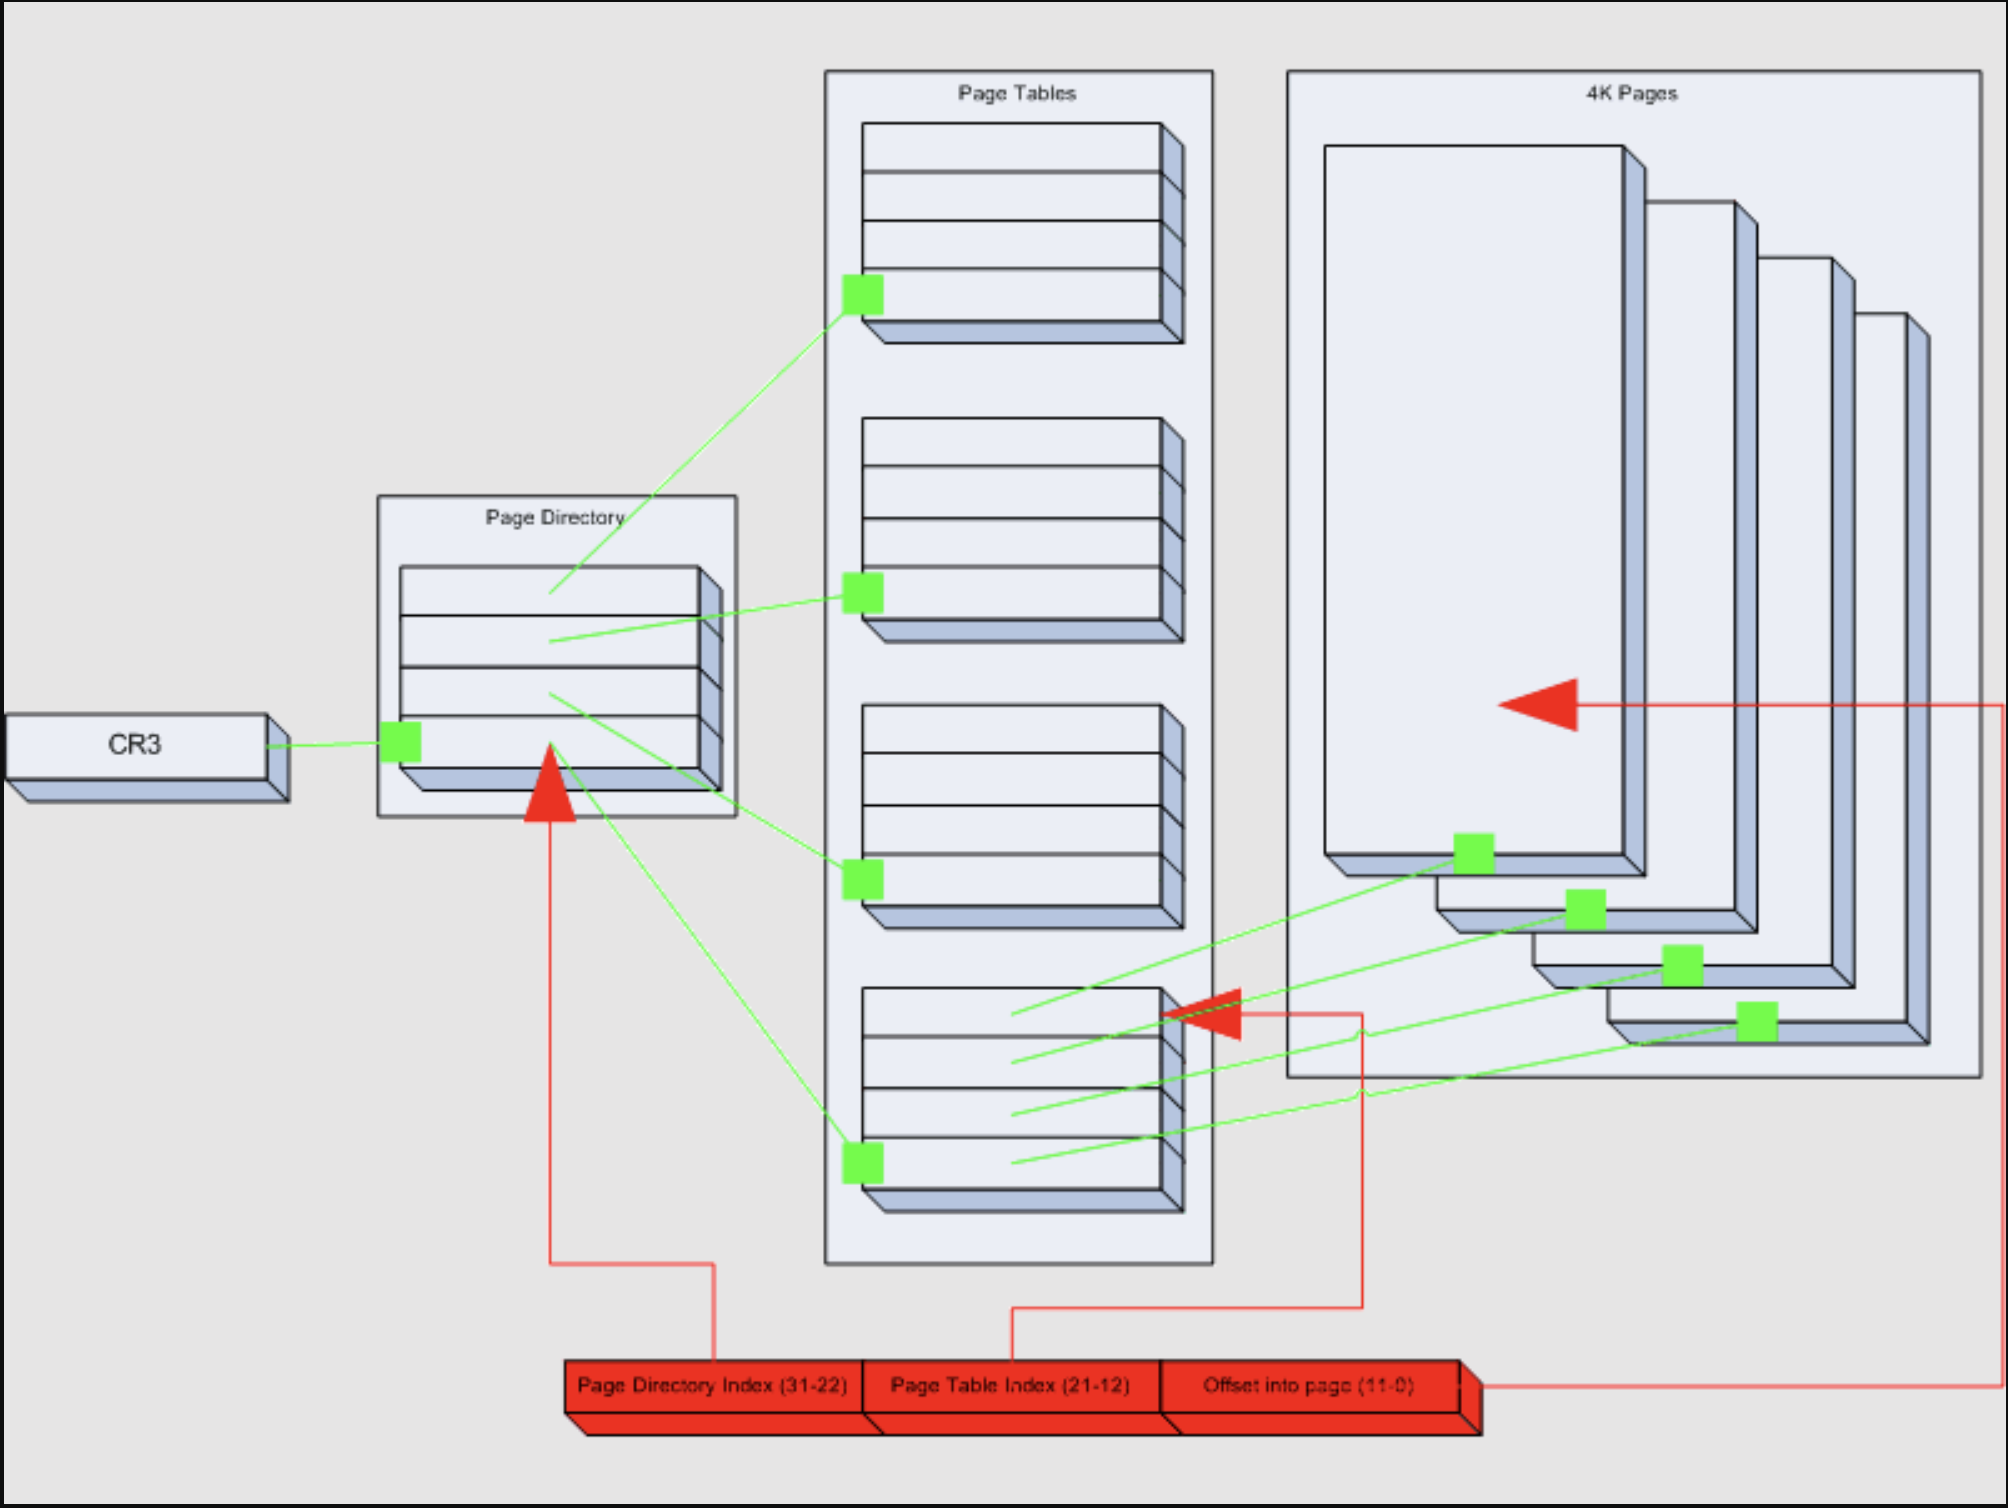 Page Tables
4K Pages
Page Directory
CR3
Page Directory Index (31-22)
Page Table Index (21-12)
Offset into page (11-0)